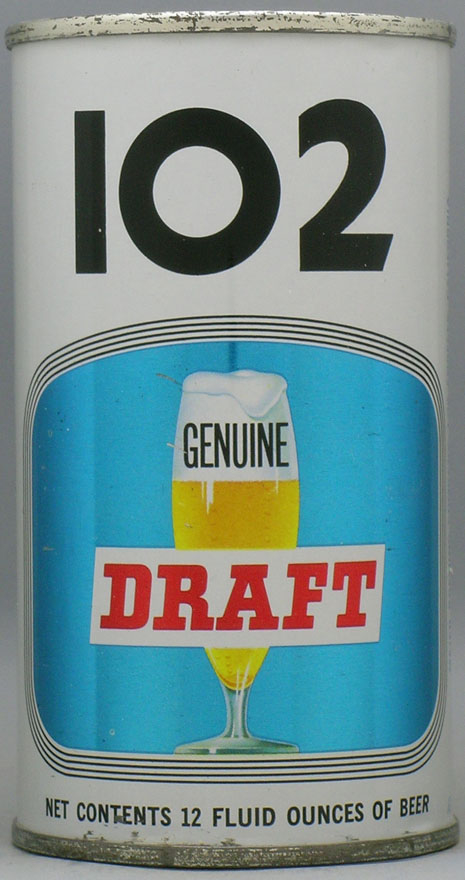 102
GENUINE
DRAFT
NET CONTENTS 12 FLUID OUNCES OF BEER